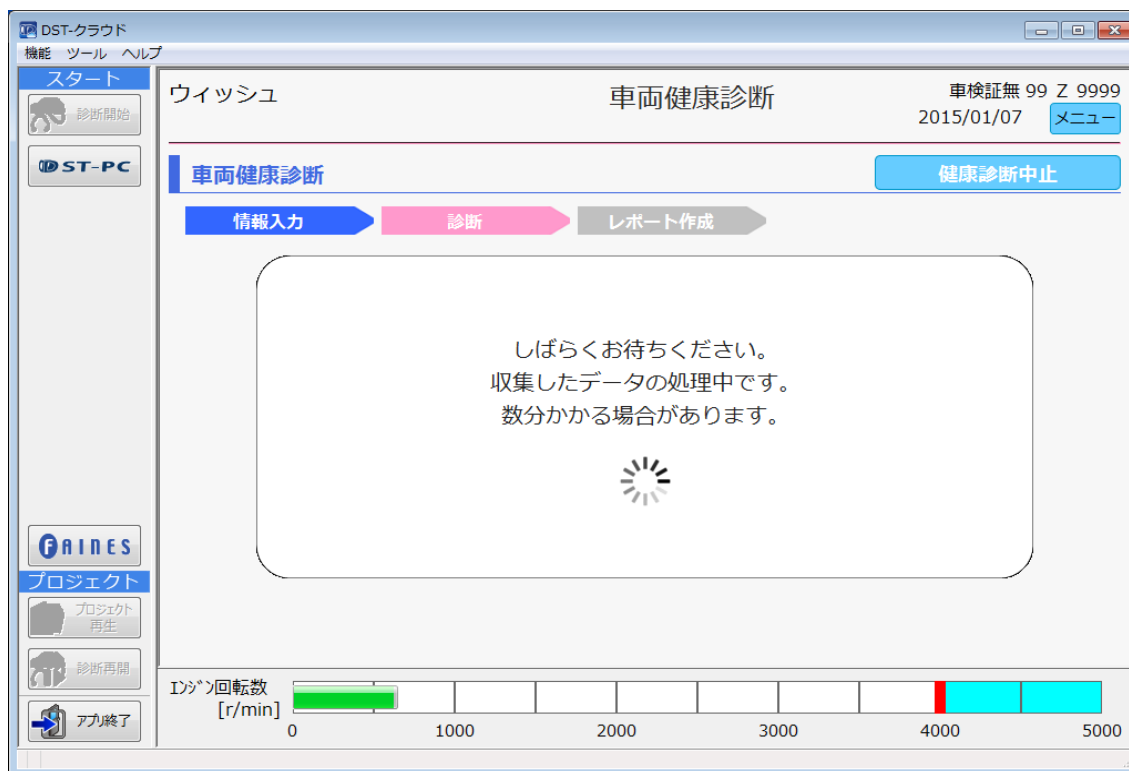 DST-クラウド
機能 ツール ヘルプ
スタート
診断開始
DST-PC
FAINES
プロジェクト
プロジェクト
再生
診断再開
アプリ終了
ウィッシュ
車両健康診断
車検証無 99 Z 9999
2015/01/07
メニュー
車両健康診断
健康診断中止
情報入力
診断
レポート作成
しばらくお待ちください。
収集したデータの処理中です。
数分かかる場合があります。
エンジン回転数
[r/min]
0 1000 2000 3000 4000 5000